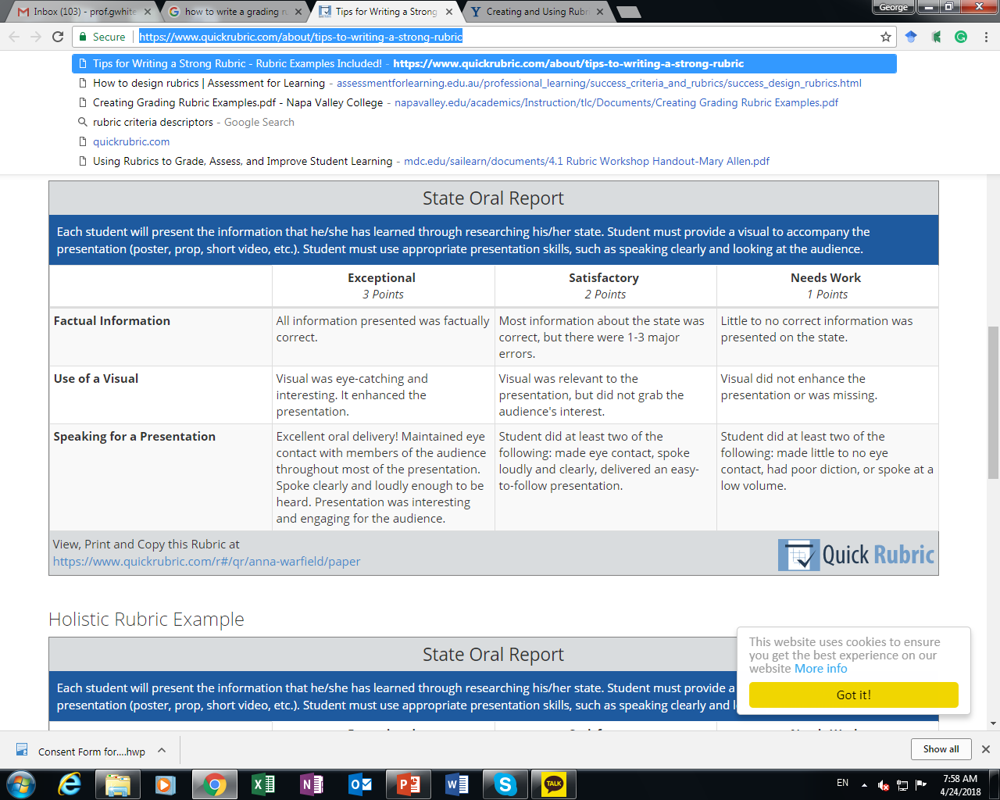 Inbox (103) - prof.gwhite
how to write a grading r
Tips for Writing a Strong
Creating and Using Rubri
George
Secure
https://www.quickrubric.com/about/tips-to-writing-a-strong-rubric
Tips for Writing a Strong Rubric - Rubric Examples Included! - https://www.quickrubric.com/about/tips-to-writing-a-strong-rubric
How to design rubrics | Assessment for Learning - assessmentforlearning.edu.au/professional_learning/success_criteria_and_rubrics/success_design_rubrics.html
Creating Grading Rubric Examples.pdf - Napa Valley College - napavalley.edu/academics/Instruction/tlc/Documents/Creating Grading Rubric Examples.pdf
rubric criteria descriptors - Google Search
quickrubric.com
Using Rubrics to Grade, Assess, and Improve Student Learning - mdc.edu/sailearn/documents/4.1 Rubric Workshop Handout-Mary Allen.pdf
State Oral Report
Each student will present the information that he/she has learned through researching his/her state. Student must provide a visual to accompany the
presentation (poster, prop, short video, etc.). Student must use appropriate presentation skills, such as speaking clearly and looking at the audience.
Exceptional
3 Points
Satisfactory
2 Points
Needs Work
1 Points
Factual Information
All information presented was factually
correct.
Most information about the state was
correct, but there were 1-3 major
errors.
Little to no correct information was
presented on the state.
Use of a Visual
Visual was eye-catching and
interesting. It enhanced the
presentation.
Visual was relevant to the
presentation, but did not grab the
audience's interest.
Visual did not enhance the
presentation or was missing.
Speaking for a Presentation
Excellent oral delivery! Maintained eye
contact with members of the audience
throughout most of the presentation.
Spoke clearly and loudly enough to be
heard. Presentation was interesting
and engaging for the audience.
Student did at least two of the
following: made eye contact, spoke
loudly and clearly, delivered an easy-
to-follow presentation.
Student did at least two of the
following: made little to no eye
contact, had poor diction, or spoke at a
low volume.
View, Print and Copy this Rubric at
https://www.quickrubric.com/r#/qr/anna-warfield/paper
Quick Rubric
Holistic Rubric Example
State Oral Report
Each student will present the information that he/she has learned through researching his/her state. Student must provide a
presentation (poster, prop, short video, etc.). Student must use appropriate presentation skills, such as speaking clearly and l
This website uses cookies to ensure
you get the best experience on our
website More info
Got it!
Consent Form for....hwp
Show all
TALK
EN
7:58 AM
4/24/2018